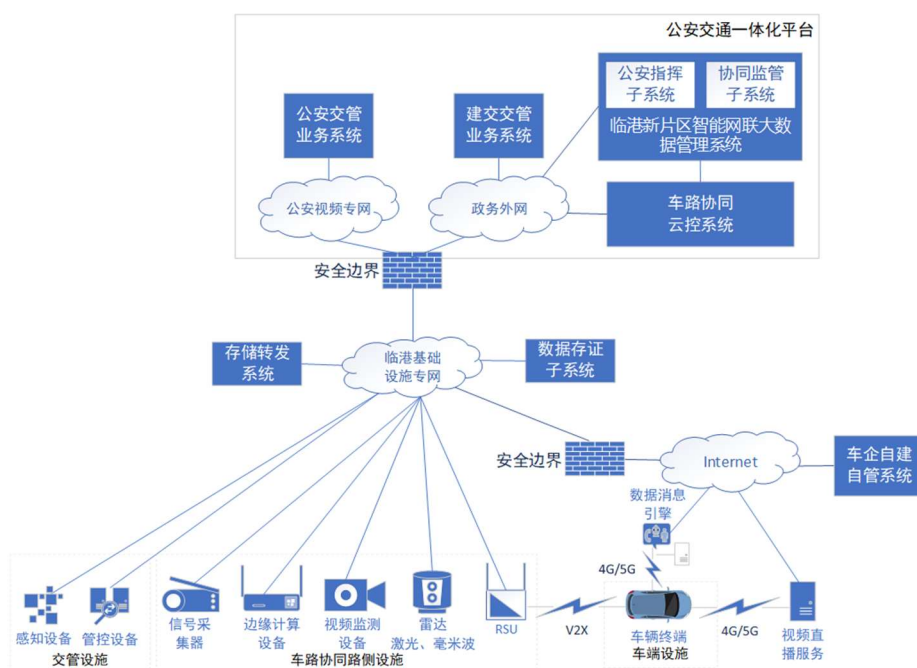 公安交通一体化平台
公安指挥
子系统
协同监管
子系统
临港新片区智能网联大数
据管理系统
公安交管
业务系统
建交交管
业务系统
公安视频专网
政务外网
车路协同
云控系统
安全边界
存储转发
系统
临港基础
设施专网
数据存证
子系统
安全边界
Internet
车企自建
自管系统
数据消息
引擎
4G/5G
感知设备
管控设备
交管设施
信号采
集器
边缘计算
设备
视频监测
设备
雷达
激光、毫米波
RSU
车路协同路侧设施
V2X
车辆终端
车端设施
4G/5G
视频直
播服务